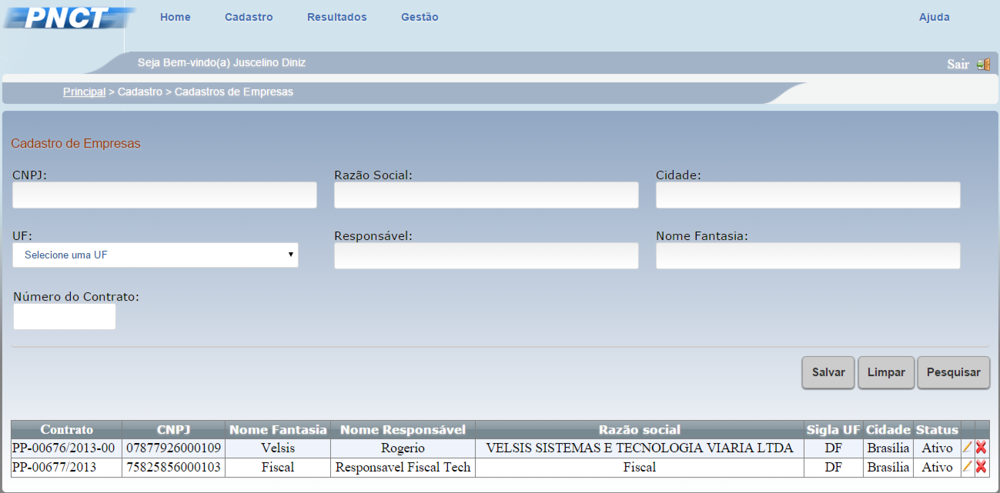 PNCT Home Cadastro Resultados Gestão Ajuda
Seja Bem-vindo(a) Juscelino Diniz Sair
Principal > Cadastro > Cadastros de Empresas
Cadastro de Empresas
CNPJ: Razão Social: Cidade:
UF: Responsável: Nome Fantasia:
Selecione uma UF
Número do Contrato:
Salvar Limpar Pesquisar
Contrato CNPJ Nome Fantasia Nome Responsável Razão social Sigla UF Cidade Status
PP-00676/2013-00 07877926000109 Velsis Rogerio VELSIS SISTEMAS E TECNOLOGIA VIARIA LTDA DF Brasilia Ativo
PP-00677/2013 75825856000103 Fiscal Responsavel Fiscal Tech Fiscal DF Brasilia Ativo